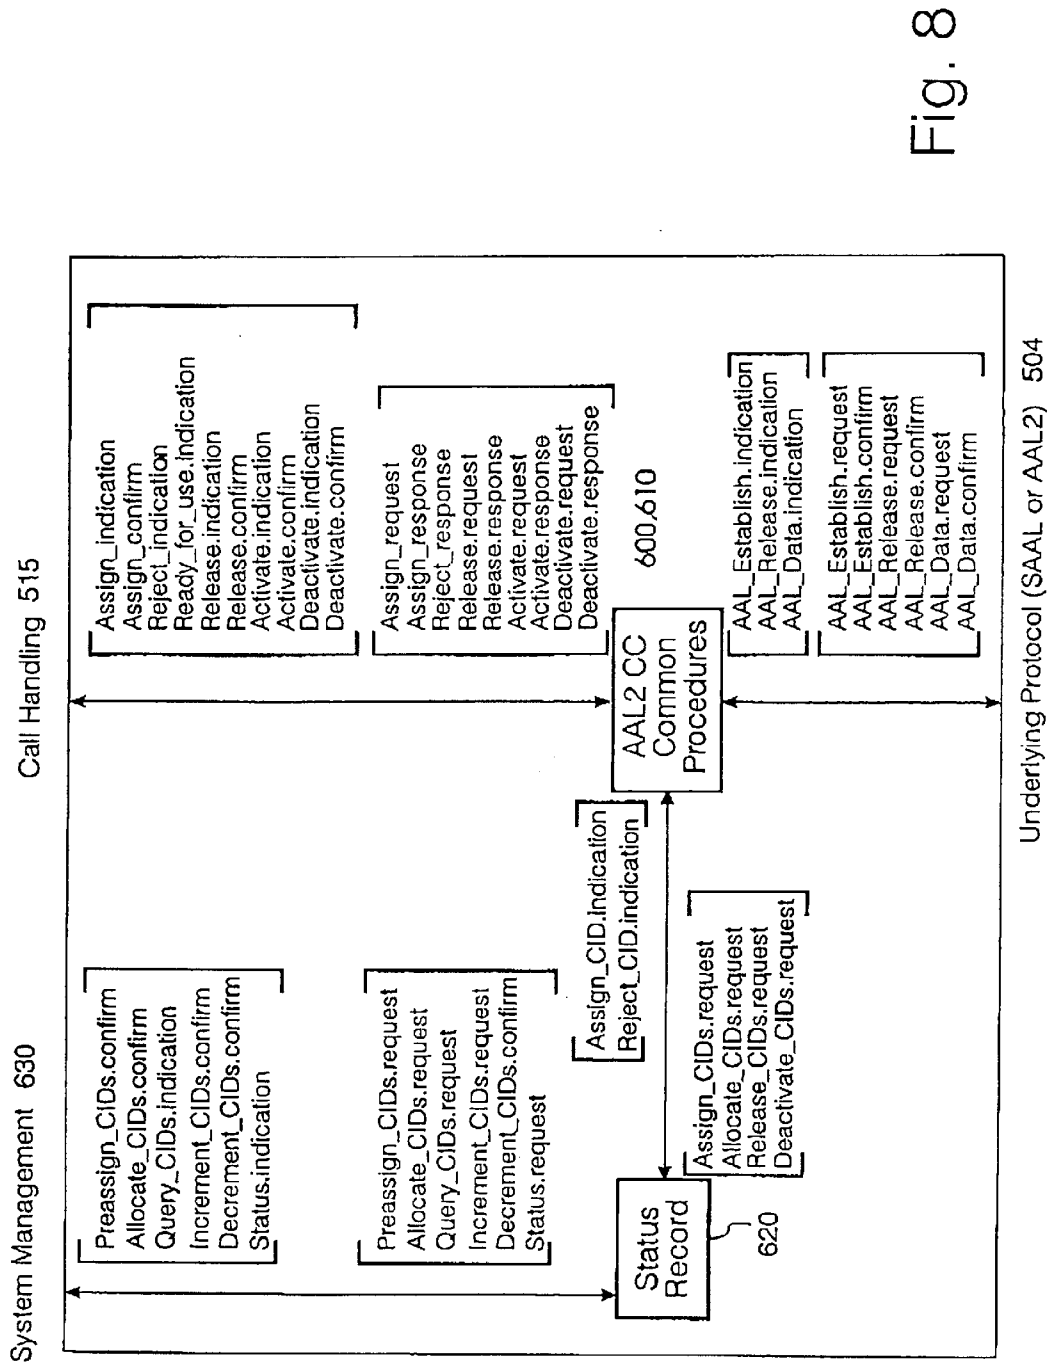 System Management 630
Call Handling 515
Preassign_CIDs.confirm
Allocate_CIDs.confirm
Query_CIDs.indication
Increment_CIDs.confirm
Decrement_CIDs.confirm
Status.indication
Preassign_CIDs.request
Allocate_CIDs.request
Query_CIDs.request
Increment_CIDs.request
Decrement_CIDs.confirm
Status.request
Status
Record
620
Assign_CID.indication
Reject_CID.indication
Assign_CIDs.request
Allocate_CIDs.request
Release_CIDs.request
Deactivate_CIDs.request
Assign_indication
Assign_confirm
Reject_indication
Ready_for_use.indication
Release.indication
Release.confirm
Activate.indication
Activate.confirm
Deactivate.indication
Deactivate.confirm
Assign_request
Assign_response
Reject_response
Release.request
Release.response
Activate.request
Activate.response
Deactivate.request
Deactivate.response
600,610
AAL2 CC
Common
Procedures
AAL_Establish.indication
AAL_Release.indication
AAL_Data.indication
AAL_Establish.request
AAL_Establish.confirm
AAL_Release.request
AAL_Release.confirm
AAL_Data.request
AAL_Data.confirm
Underlying Protocol (SAAL or AAL2) 504
Fig. 8